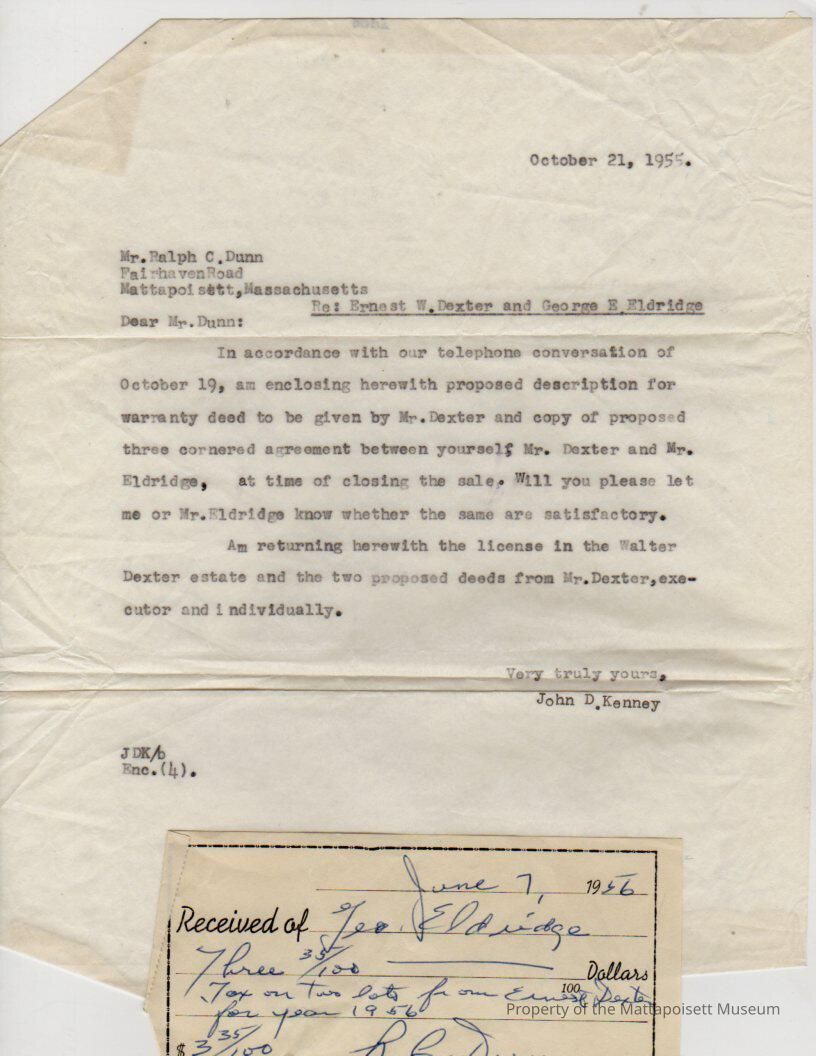 October 21, 1955.
Mr.Ralph C.Dunn
FairhavenRoad
Mattapoisett,Massachusetts
Re: Ernest W.Dexter and George E.Eldridge
Dear Mr.Dunn:
In accordance with our telephone conversation of
October 19, am enclosing herewith proposed description for
warranty deed to be given by Mr.Dexter and copy of proposed
three cornered agreement between yourself, Mr. Dexter and Mr.
Eldridge, at time of closing the sale. Will you please let
me or Mr.Eldridge know whether the same are satisfactory.
Am returning herewith the license in the Walter
Dexter estate and the two proposed deeds from Mr.Dexter,exe-
cutor and individually.
Very truly yours,
John D.Kenney
JDK/b
Enc.(4).
June 7, 1956
Received of Geo. Eldridge
Three 35/100 Dollars
100
Tax on two lots from Ernest Dexter
for year 1956
Property of the Mattapoisett Museum
$ 3 35/100